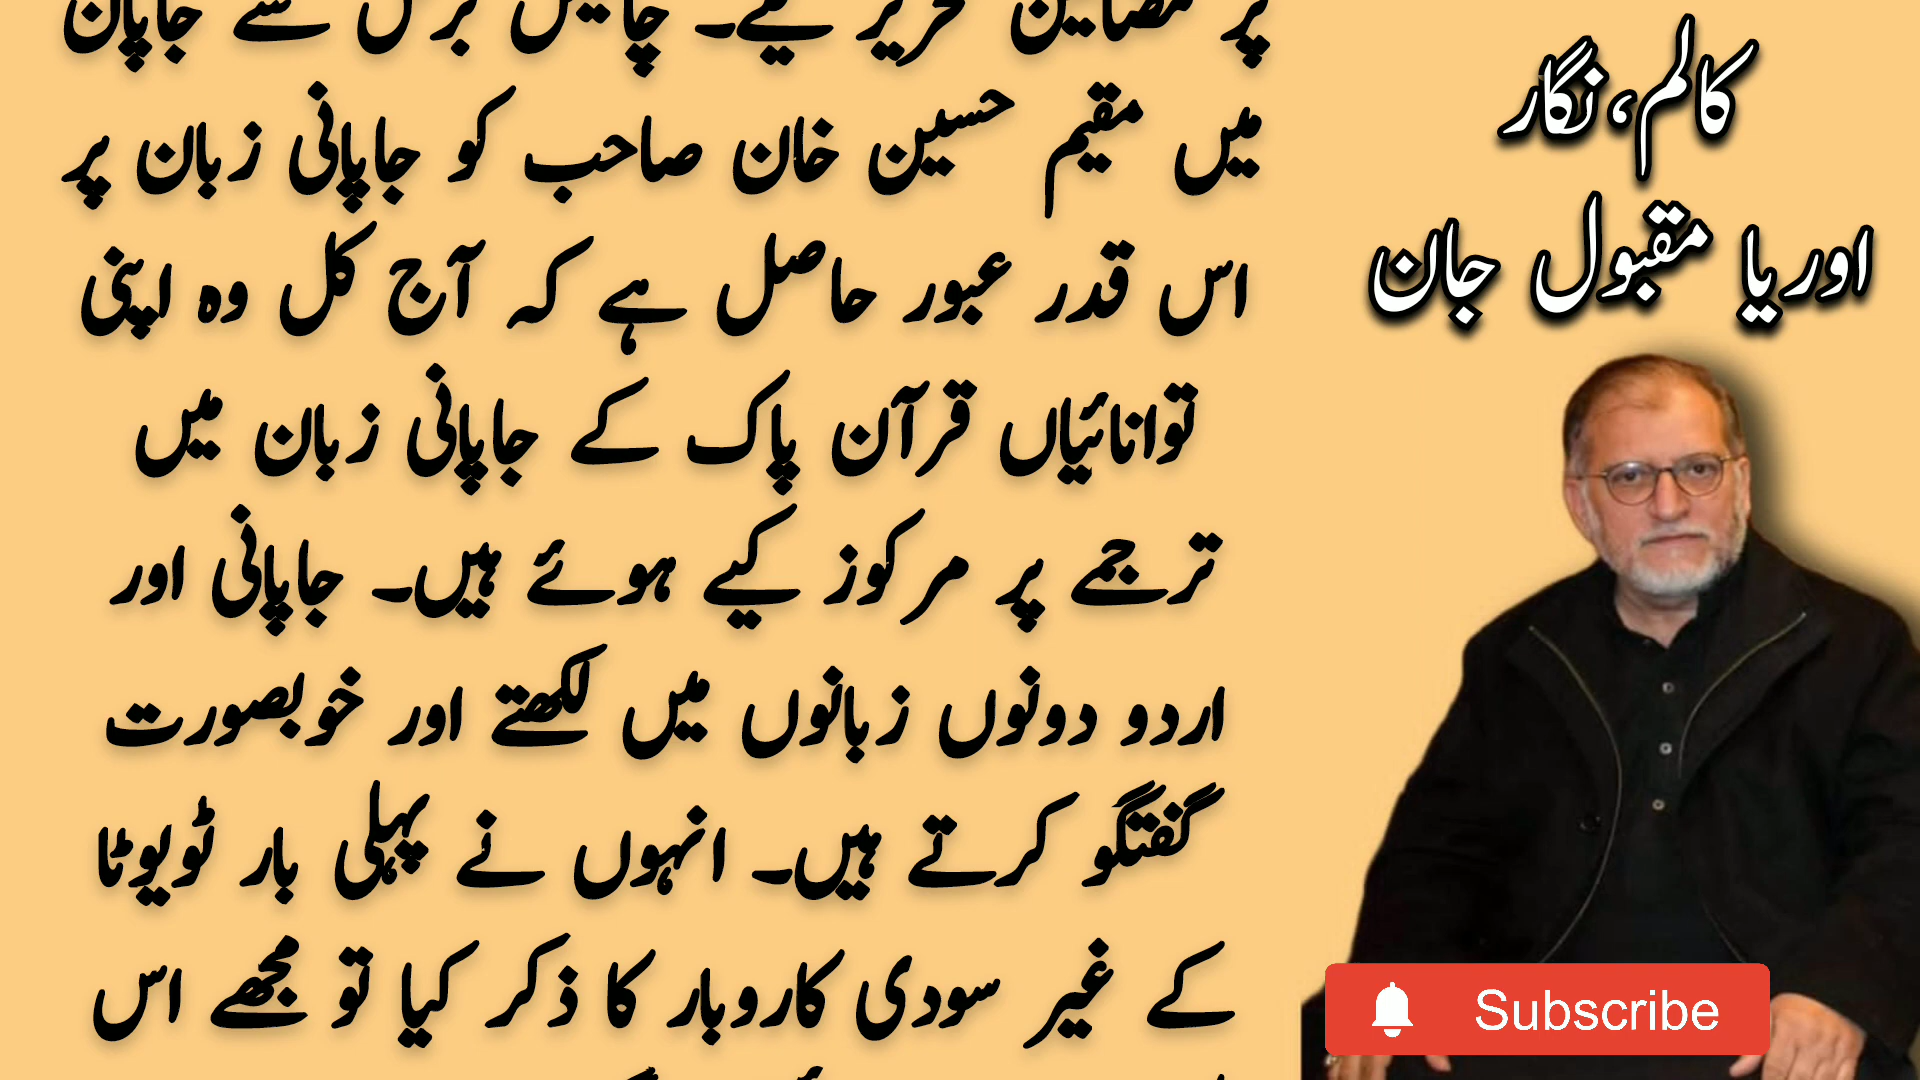 پر مضامین تحریر کیے۔ چالیس برس سے جاپان
میں مقیم حسین خان صاحب کو جاپانی زبان پر
اس قدر عبور حاصل ہے کہ آج کل وہ اپنی
توانائیاں قرآن پاک کے جاپانی زبان میں
ترجمے پر مرکوز کیے ہوئے ہیں۔ جاپانی اور
اردو دونوں زبانوں میں لکھتے اور خوبصورت
گفتگو کرتے ہیں۔ انہوں نے پہلی بار ٹویوٹا
کے غیر سودی کاروبار کا ذکر کیا تو مجھے اس
کالم،نگار
اوریا مقبول جان
Subscribe